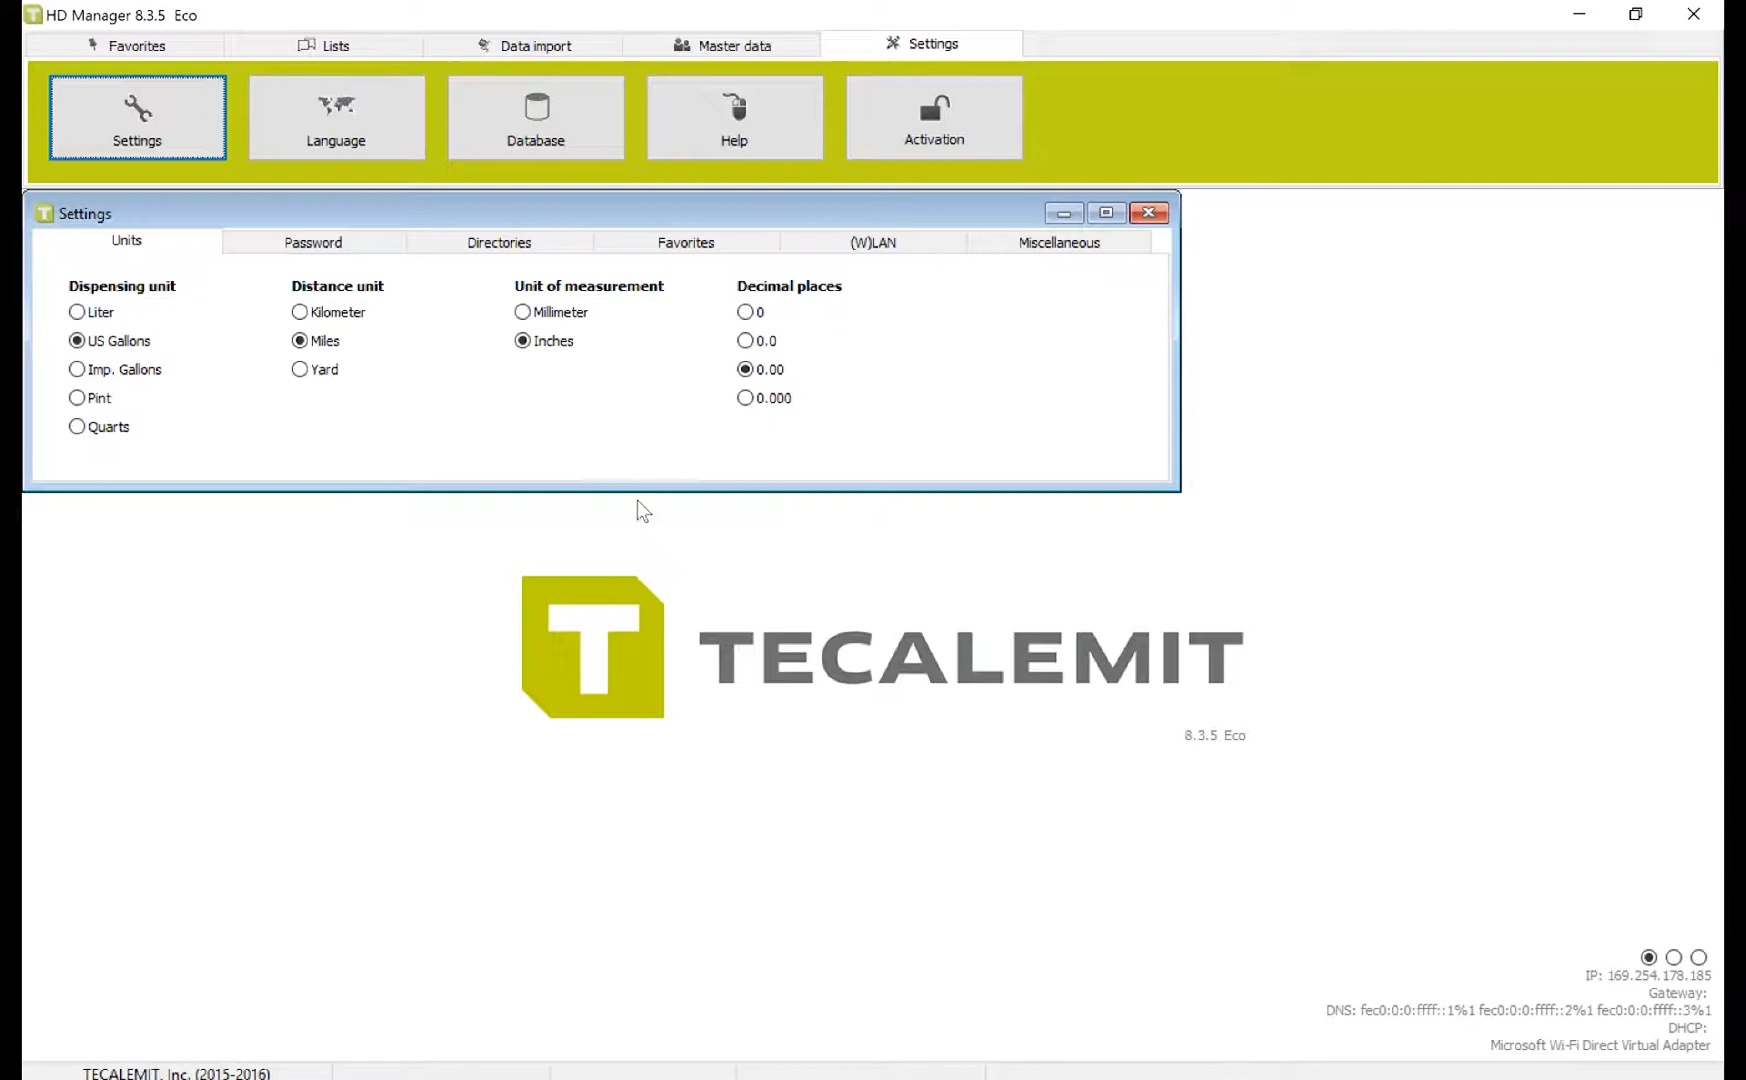 HD Manager 8.3.5 Eco
Favorites Lists Data import Master data Settings
Settings Language Database Help Activation
Settings
Units Password Directories Favorites (W)LAN Miscellaneous
Dispensing unit Distance unit Unit of measurement Decimal places
Liter Kilometer Millimeter 0
US Gallons Miles Inches 0.0
Imp. Gallons Yard 0.00
Pint 0.000
Quarts
T TECALEMIT
8.3.5 Eco
IP: 169.254.178.185
Gateway:
DNS: fec0:0:0:ffff::1%1 fec0:0:0:ffff::2%1 fec0:0:0:ffff::3%1
DHCP:
Microsoft Wi-Fi Direct Virtual Adapter
TECALEMIT, Inc. (2015-2016)